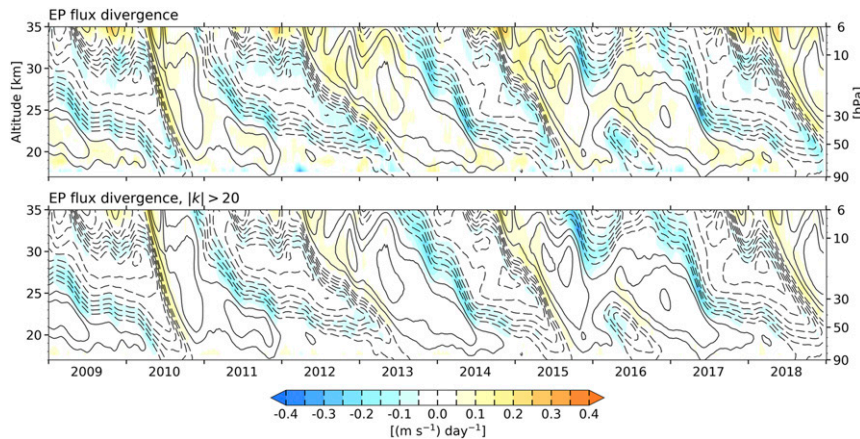 EP flux divergence
35
30
25
20
Altitude [km]
6
10
30
50
90
[hPa]
EP flux divergence, |k| > 20
35
30
25
20
6
10
30
50
90
2009 2010 2011 2012 2013 2014 2015 2016 2017 2018
-0.4 -0.3 -0.2 -0.1 0.0 0.1 0.2 0.3 0.4
[(m s⁻¹) day⁻¹]